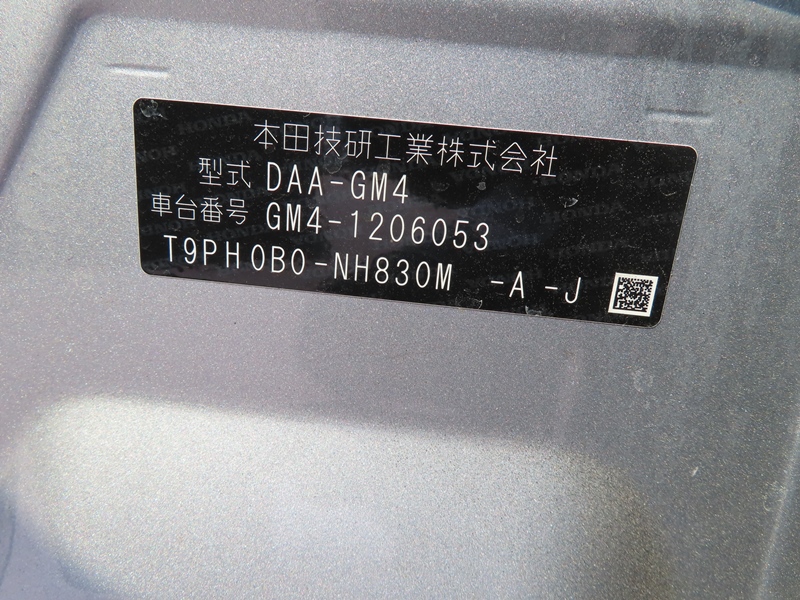 本田技研工業株式会社
型式 DAA-GM4
車台番号 GM4-1206053
T9PH0B0-NH830M -A-J